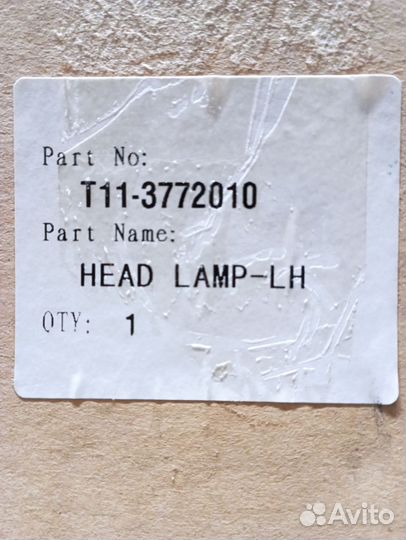 Part No:
T11-3772010
Part Name:
HEAD LAMP-LH
QTY: 1
Avito